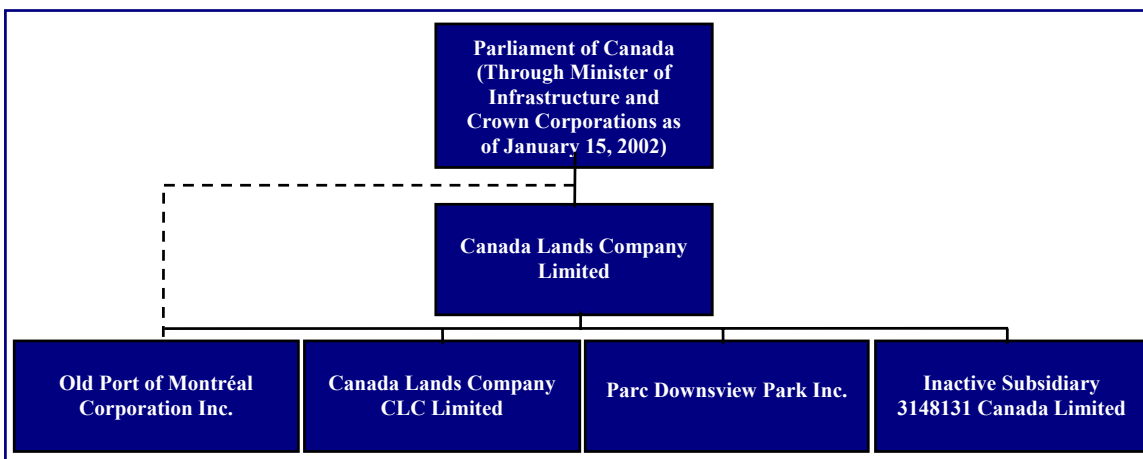 Parliament of Canada
(Through Minister of
Infrastructure and
Crown Corporations as
of January 15, 2002)
Canada Lands Company
Limited
Old Port of Montréal
Corporation Inc.
Canada Lands Company
CLC Limited
Parc Downsview Park Inc.
Inactive Subsidiary
3148131 Canada Limited